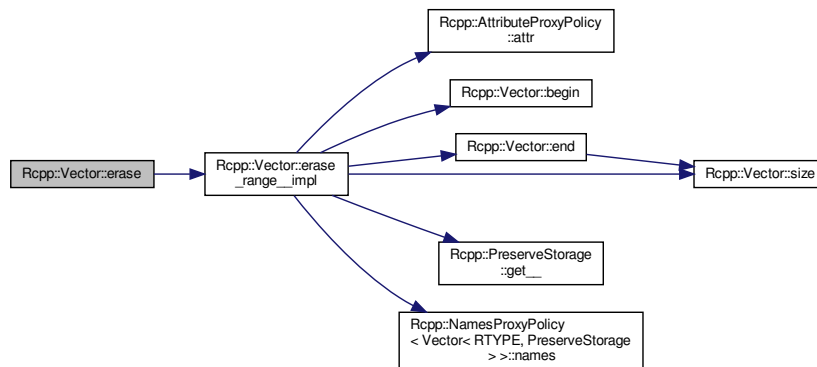 Rcpp::Vector::erase
Rcpp::Vector::erase
_range__impl
Rcpp::AttributeProxyPolicy
::attr
Rcpp::Vector::begin
Rcpp::Vector::end
Rcpp::Vector::size
Rcpp::PreserveStorage
::get__
Rcpp::NamesProxyPolicy
< Vector< RTYPE, PreserveStorage
> >::names